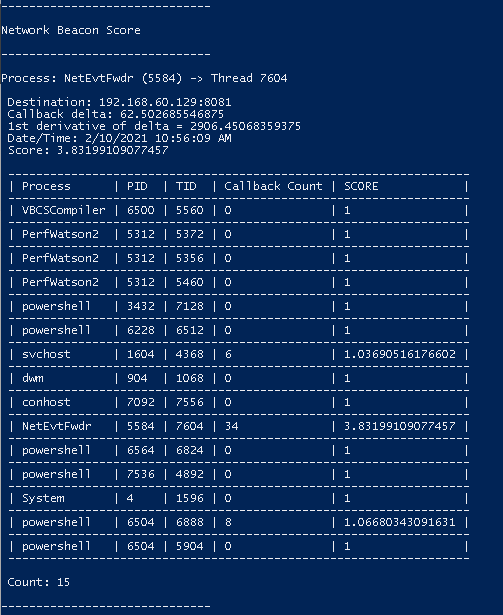 ------------------------------
Network Beacon Score
------------------------------
Process: NetEvtFwdr (5584) -> Thread 7604
Destination: 192.168.60.129:8081
Callback delta: 62.502685546875
1st derivative of delta = 2906.45068359375
Date/Time: 2/10/2021 10:56:09 AM
Score: 3.83199109077457
------------------------------------------------------------------
| Process | PID | TID | Callback Count | SCORE |
------------------------------------------------------------------
| VBCSCompiler | 6500 | 5560 | 0 | 1 |
------------------------------------------------------------------
| PerfWatson2 | 5312 | 5372 | 0 | 1 |
------------------------------------------------------------------
| PerfWatson2 | 5312 | 5356 | 0 | 1 |
------------------------------------------------------------------
| PerfWatson2 | 5312 | 5460 | 0 | 1 |
------------------------------------------------------------------
| powershell | 3432 | 7128 | 0 | 1 |
------------------------------------------------------------------
| powershell | 6228 | 6512 | 0 | 1 |
------------------------------------------------------------------
| svchost | 1604 | 4368 | 6 | 1.03690516176602 |
------------------------------------------------------------------
| dwm | 904 | 1068 | 0 | 1 |
------------------------------------------------------------------
| conhost | 7092 | 7556 | 0 | 1 |
------------------------------------------------------------------
| NetEvtFwdr | 5584 | 7604 | 34 | 3.83199109077457 |
------------------------------------------------------------------
| powershell | 6564 | 6824 | 0 | 1 |
------------------------------------------------------------------
| powershell | 7536 | 4892 | 0 | 1 |
------------------------------------------------------------------
| System | 4 | 1596 | 0 | 1 |
------------------------------------------------------------------
| powershell | 6504 | 6888 | 8 | 1.06680343091631 |
------------------------------------------------------------------
| powershell | 6504 | 5904 | 0 | 1 |
------------------------------------------------------------------
Count: 15
------------------------------